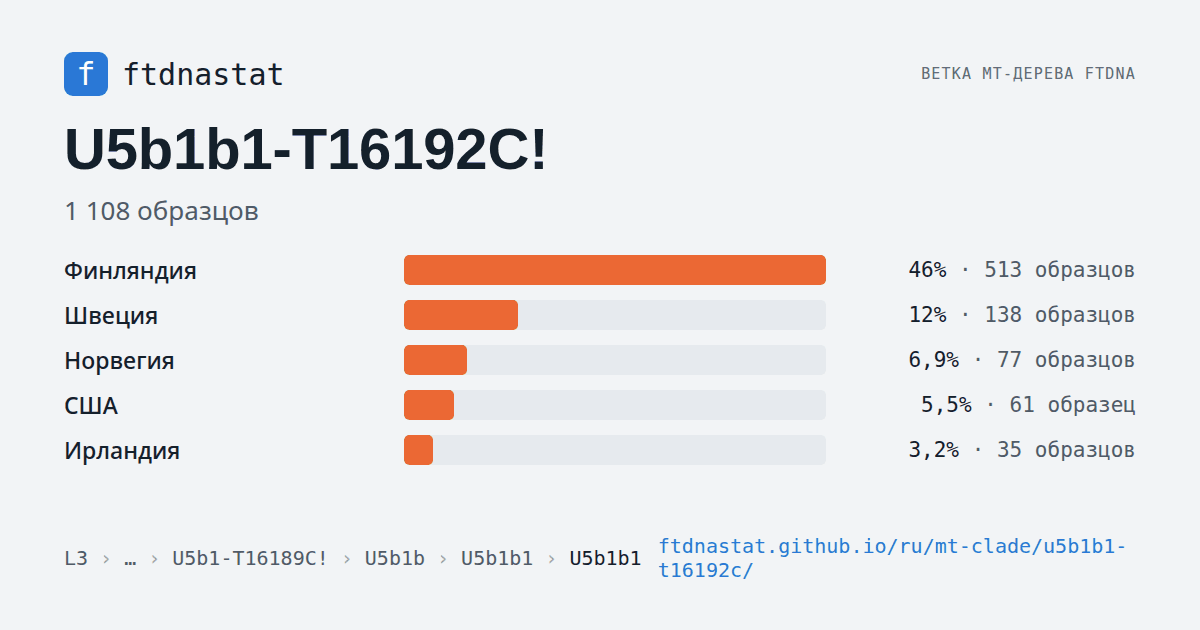 f ftdnastat
ВЕТКА МТ-ДЕРЕВА FTDNA
U5b1b1-T16192C!
1 108 образцов
Финляндия 46% · 513 образцов
Швеция 12% · 138 образцов
Норвегия 6,9% · 77 образцов
США 5,5% · 61 образец
Ирландия 3,2% · 35 образцов
L3 › … › U5b1-T16189C! › U5b1b › U5b1b1 › U5b1b1
ftdnastat.github.io/ru/mt-clade/u5b1b1-
t16192c/